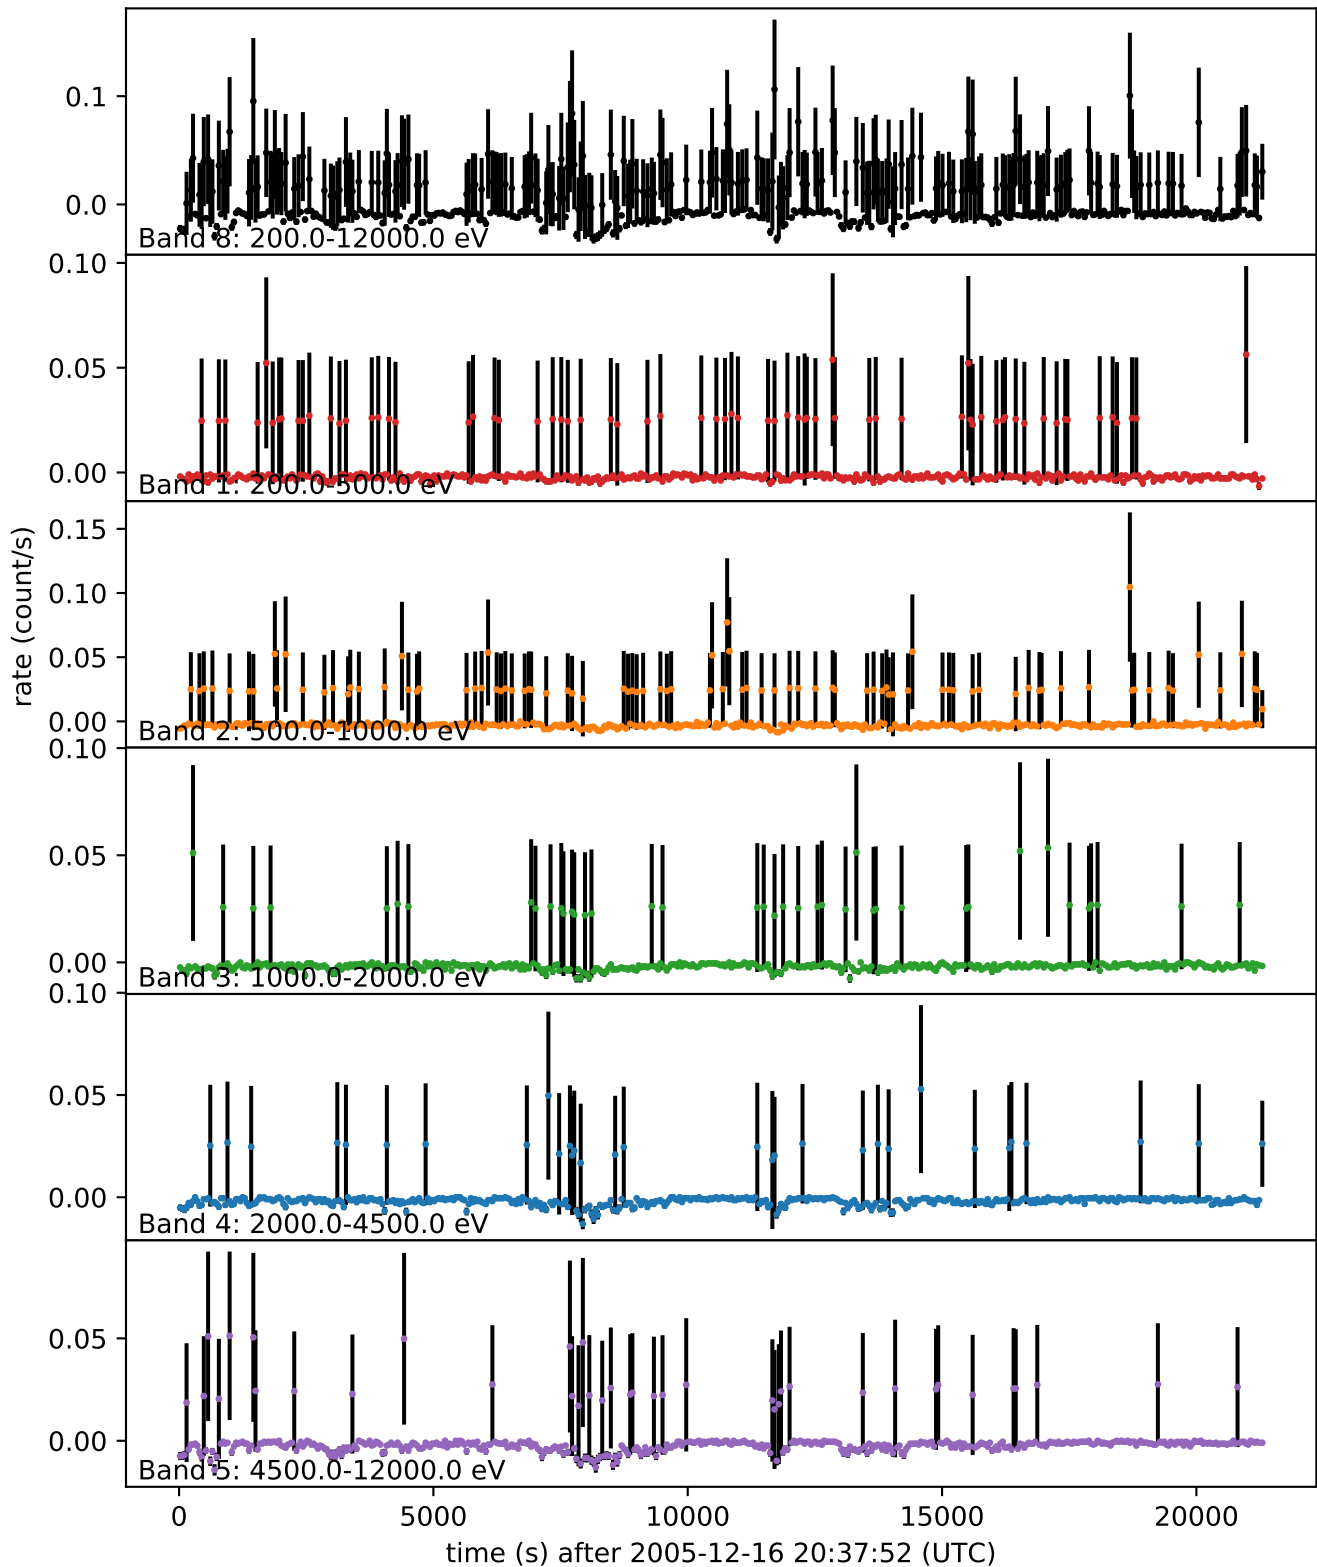 0.1
0.0
Band 8: 200.0-12000.0 eV
0.10
0.05
0.00
Band 1: 200.0-500.0 eV
0.15
0.10
0.05
0.00
Band 2: 500.0-1000.0 eV
rate (count/s)
0.10
0.05
0.00
Band 3: 1000.0-2000.0 eV
0.10
0.05
0.00
Band 4: 2000.0-4500.0 eV
0.05
0.00
Band 5: 4500.0-12000.0 eV
0 5000 10000 15000 20000
time (s) after 2005-12-16 20:37:52 (UTC)